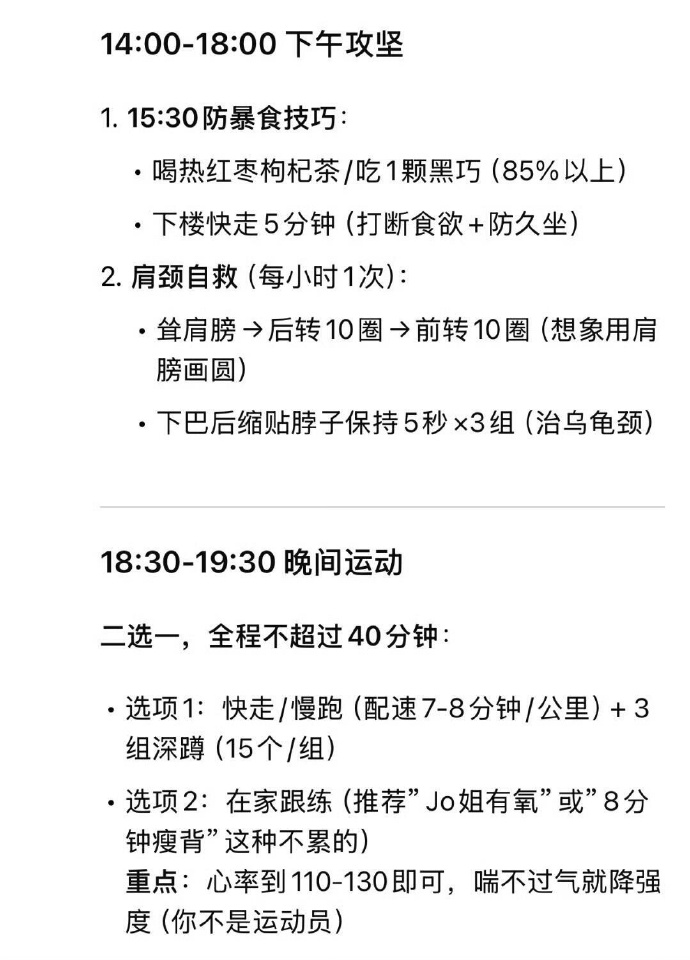 14:00-18:00 下午攻坚
1. 15:30防暴食技巧：
• 喝热红枣枸杞茶/吃1颗黑巧（85%以上）
• 下楼快走5分钟（打断食欲+防久坐）
2. 肩颈自救（每小时1次）：
• 耸肩膀→后转10圈→前转10圈（想象用肩
膀画圆）
• 下巴后缩贴脖子保持5秒×3组（治乌龟颈）
18:30-19:30 晚间运动
二选一，全程不超过40分钟：
• 选项1：快走/慢跑（配速7-8分钟/公里）+ 3
组深蹲（15个/组）
• 选项2：在家跟练（推荐”Jo姐有氧”或”8分
钟瘦背”这种不累的）
重点：心率到110-130即可，喘不过气就降强
度（你不是运动员）